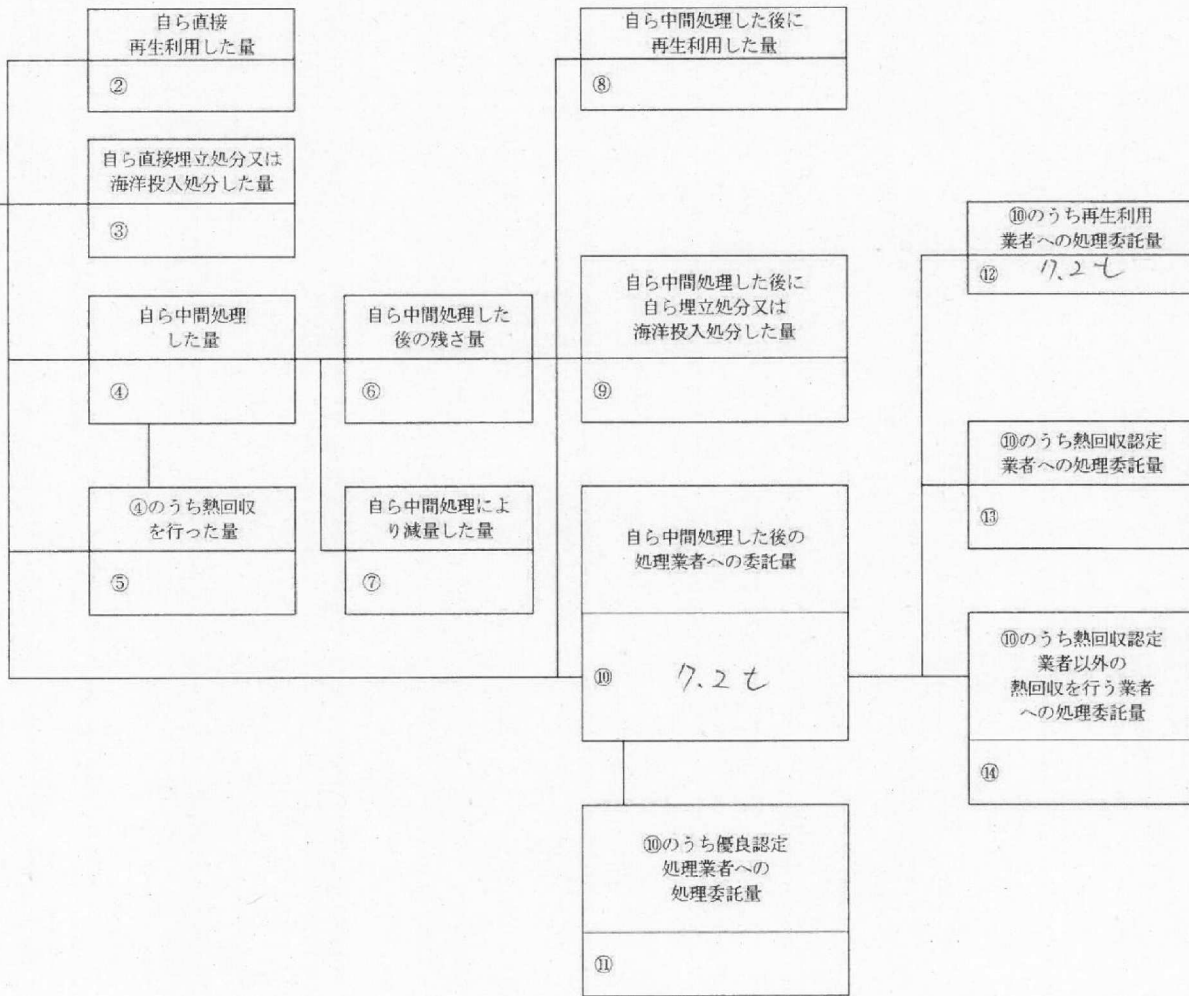 自ら直接
再生利用した量
②
自ら直接埋立処分又は
海洋投入処分した量
③
自ら中間処理
した量
④
④のうち熱回収
を行った量
⑤
自ら中間処理した
後の残さ量
⑥
自ら中間処理によ
り減量した量
⑦
自ら中間処理した後に
再生利用した量
⑧
自ら中間処理した後に
自ら埋立処分又は
海洋投入処分した量
⑨
自ら中間処理した後の
処理業者への委託量
⑩ 7.2t
⑩のうち優良認定
処理業者への
処理委託量
⑪
⑩のうち再生利用
業者への処理委託量
⑫ 7.2t
⑩のうち熱回収認定
業者への処理委託量
⑬
⑩のうち熱回収認定
業者以外の
熱回収を行う業者
への処理委託量
⑭